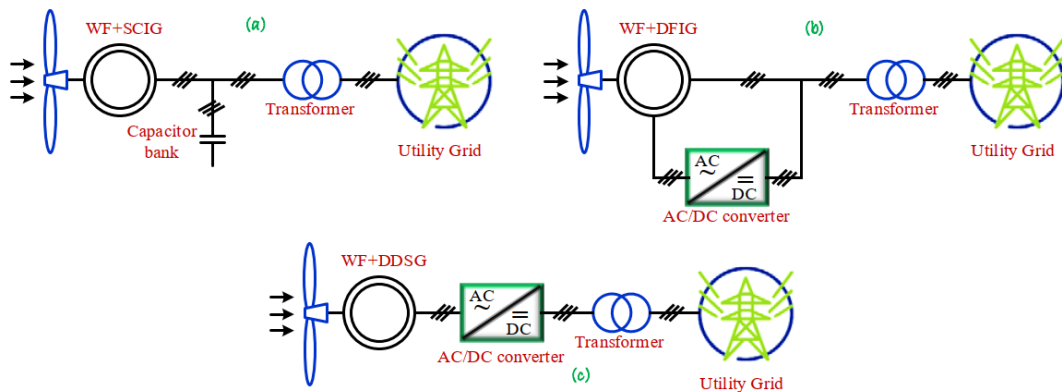 (a)
WF+SCIG
Transformer
Capacitor
bank
Utility Grid
(b)
WF+DFIG
Transformer
Utility Grid
AC
~
=
DC
AC/DC converter
WF+DDSG
AC
~
=
DC
AC/DC converter
Transformer
Utility Grid
(c)